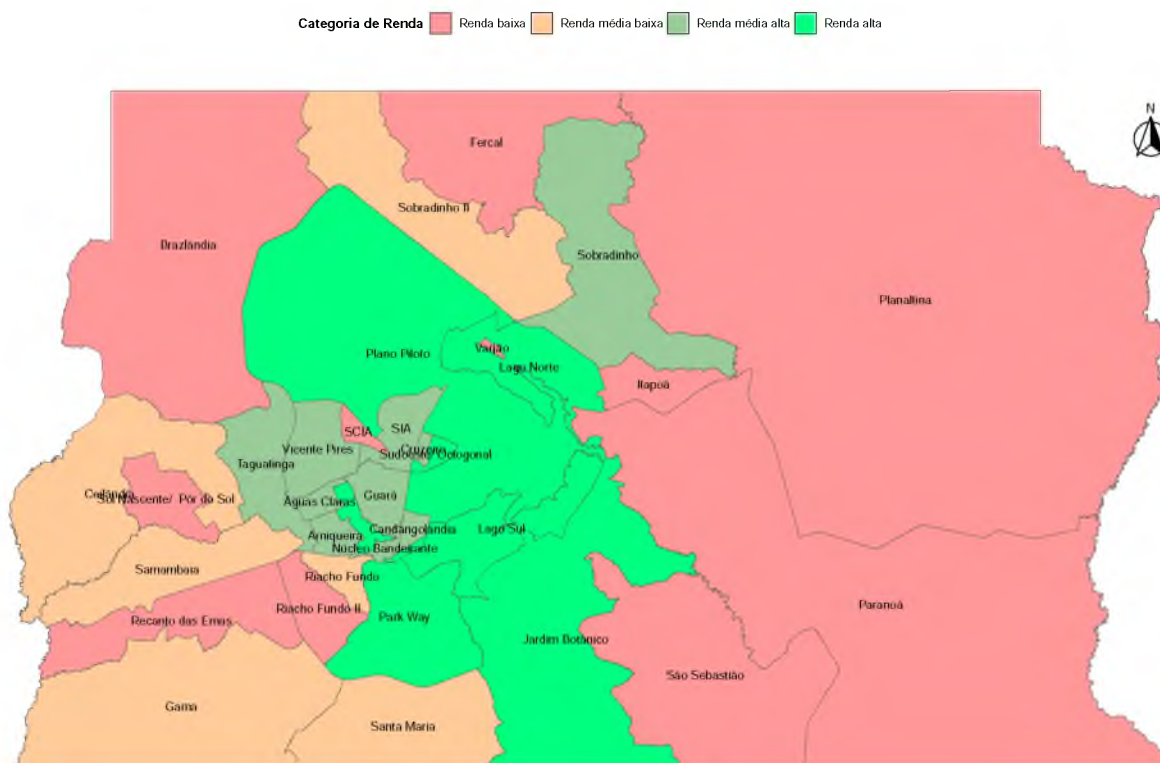 Categoria de Renda Renda baixa Renda média baixa Renda média alta Renda alta
N
Fercal
Sobradinho II
Brazlândia
Sobradinho
Planaltina
Varjão
Plano Piloto
Lago Norte
Itapoã
SIA
SCIA
Vicente Pires
Cruzeiro
Sudoeste/ Octogonal
Taguatinga
Ceilândia
Sol Nascente/ Pôr do Sol
Águas Claras
Guará
Candangolândia
Lago Sul
Arniqueira
Núcleo Bandeirante
Samambaia
Riacho Fundo
Riacho Fundo II
Paranoá
Recanto das Emas
Park Way
Jardim Botânico
São Sebastião
Gama
Santa Maria